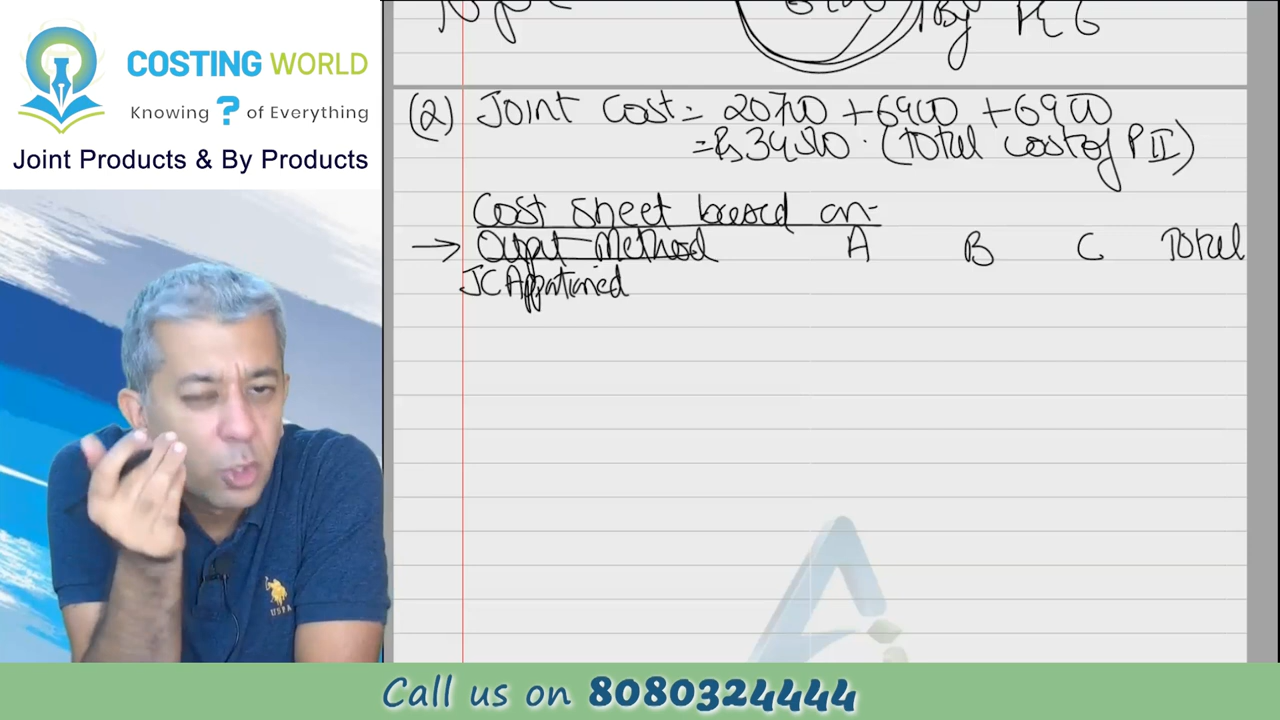 COSTING WORLD
Knowing ? of Everything
Joint Products & By Products
By
(2) Joint Cost = 20700 + 6900 + 6900
= Rs 34500. (Total cost of P II)
Cost Sheet based on-
→ Output Method A B C Total
JC Apportioned
USPA
Call us on 8080324444